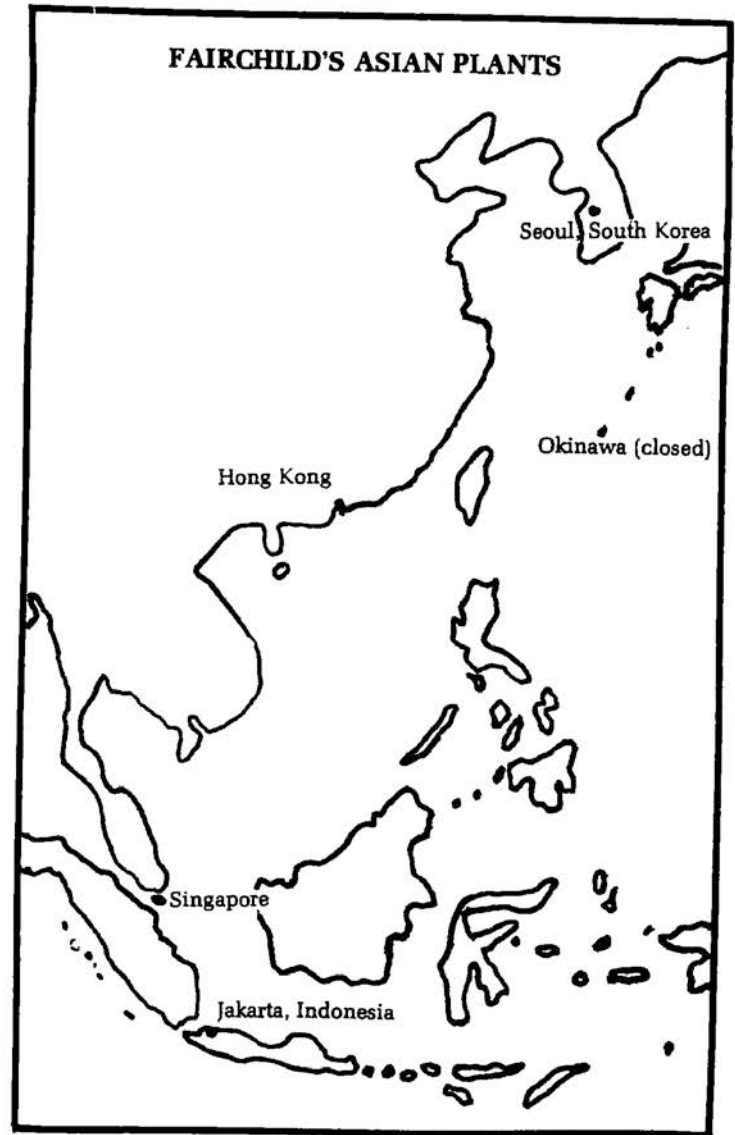 FAIRCHILD'S ASIAN PLANTS
Seoul, South Korea
Okinawa (closed)
Hong Kong
Singapore
Jakarta, Indonesia